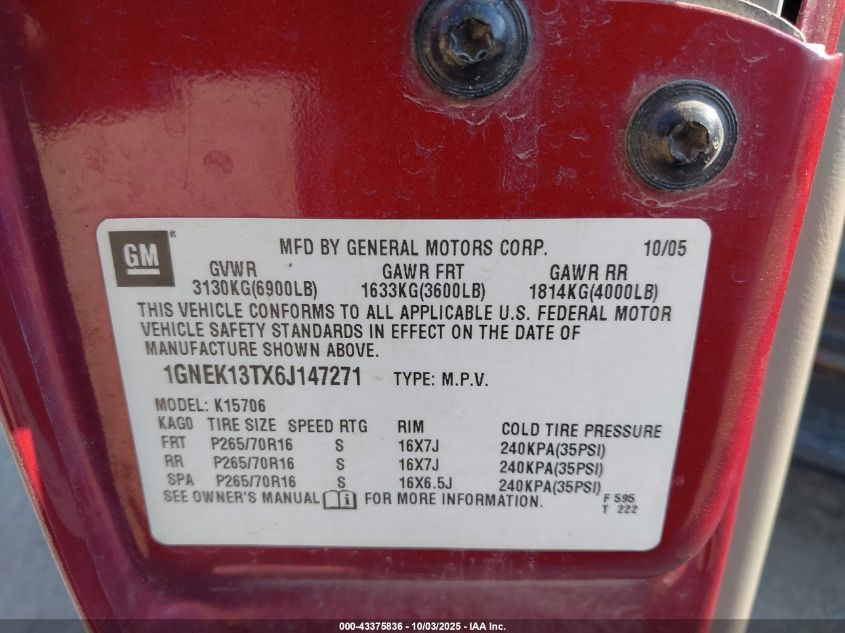 GM
MFD BY GENERAL MOTORS CORP. 10/05
GVWR GAWR FRT GAWR RR
3130KG(6900LB) 1633KG(3600LB) 1814KG(4000LB)
THIS VEHICLE CONFORMS TO ALL APPLICABLE U.S. FEDERAL MOTOR
VEHICLE SAFETY STANDARDS IN EFFECT ON THE DATE OF
MANUFACTURE SHOWN ABOVE.
1GNEK13TX6J147271 TYPE: M.P.V.
MODEL: K15706
KAGO TIRE SIZE SPEED RTG RIM COLD TIRE PRESSURE
FRT P265/70R16 S 16X7J 240KPA(35PSI)
RR P265/70R16 S 16X7J 240KPA(35PSI)
SPA P265/70R16 S 16X6.5J 240KPA(35PSI)
SEE OWNER'S MANUAL FOR MORE INFORMATION.
F 595
T 222
000-43375836 - 10/03/2025 - IAA Inc.